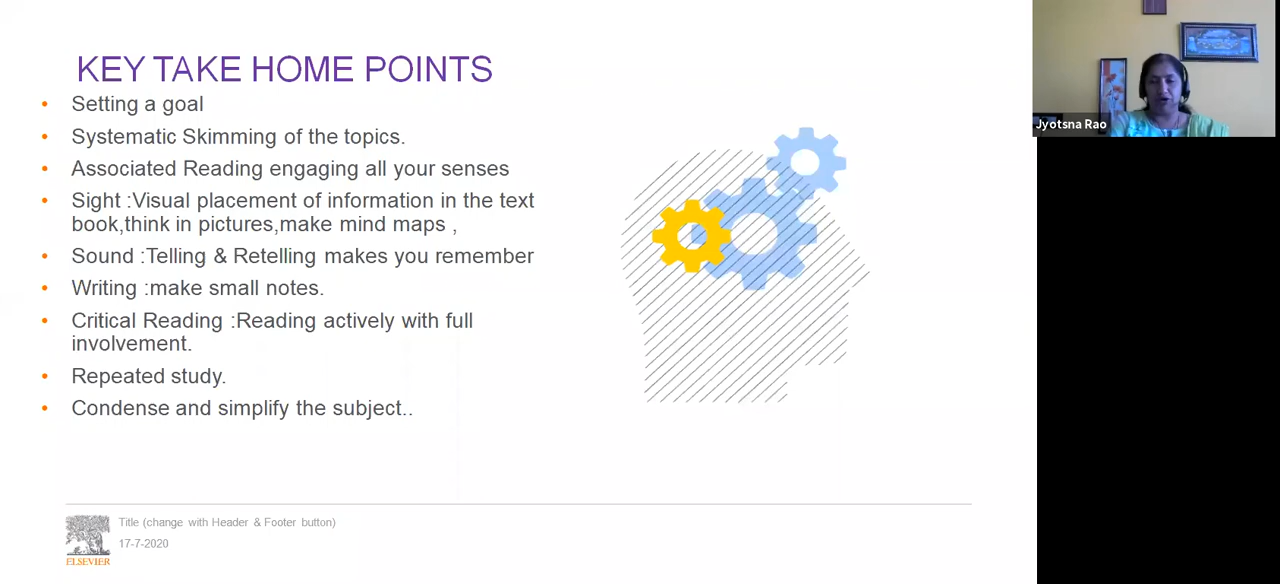 KEY TAKE HOME POINTS
• Setting a goal
• Systematic Skimming of the topics.
• Associated Reading engaging all your senses
• Sight :Visual placement of information in the text
book,think in pictures,make mind maps ,
• Sound :Telling & Retelling makes you remember
• Writing :make small notes.
• Critical Reading :Reading actively with full
involvement.
• Repeated study.
• Condense and simplify the subject..
Title (change with Header & Footer button)
17-7-2020
ELSEVIER
Jyotsna Rao